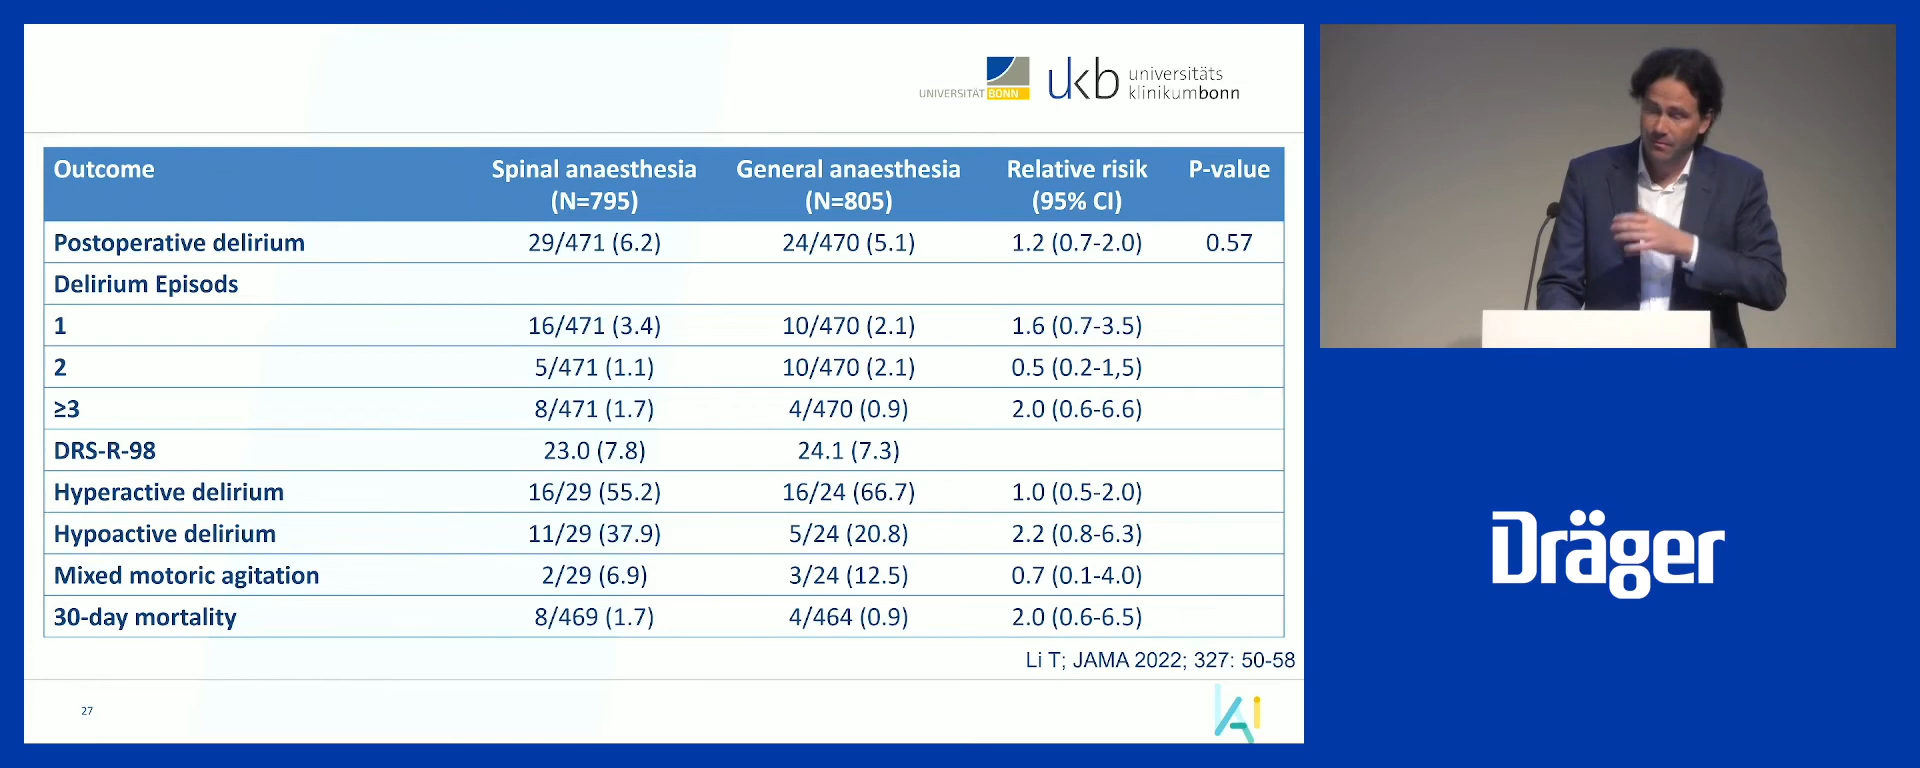 UNIVERSITÄT BONN
ukb universitäts
klinikumbonn
Outcome Spinal anaesthesia General anaesthesia Relative risik P-value
(N=795) (N=805) (95% CI)
Postoperative delirium 29/471 (6.2) 24/470 (5.1) 1.2 (0.7-2.0) 0.57
Delirium Episods
1 16/471 (3.4) 10/470 (2.1) 1.6 (0.7-3.5)
2 5/471 (1.1) 10/470 (2.1) 0.5 (0.2-1,5)
≥3 8/471 (1.7) 4/470 (0.9) 2.0 (0.6-6.6)
DRS-R-98 23.0 (7.8) 24.1 (7.3)
Hyperactive delirium 16/29 (55.2) 16/24 (66.7) 1.0 (0.5-2.0)
Hypoactive delirium 11/29 (37.9) 5/24 (20.8) 2.2 (0.8-6.3)
Mixed motoric agitation 2/29 (6.9) 3/24 (12.5) 0.7 (0.1-4.0)
30-day mortality 8/469 (1.7) 4/464 (0.9) 2.0 (0.6-6.5)
Li T; JAMA 2022; 327: 50-58
27
KAi
Dräger